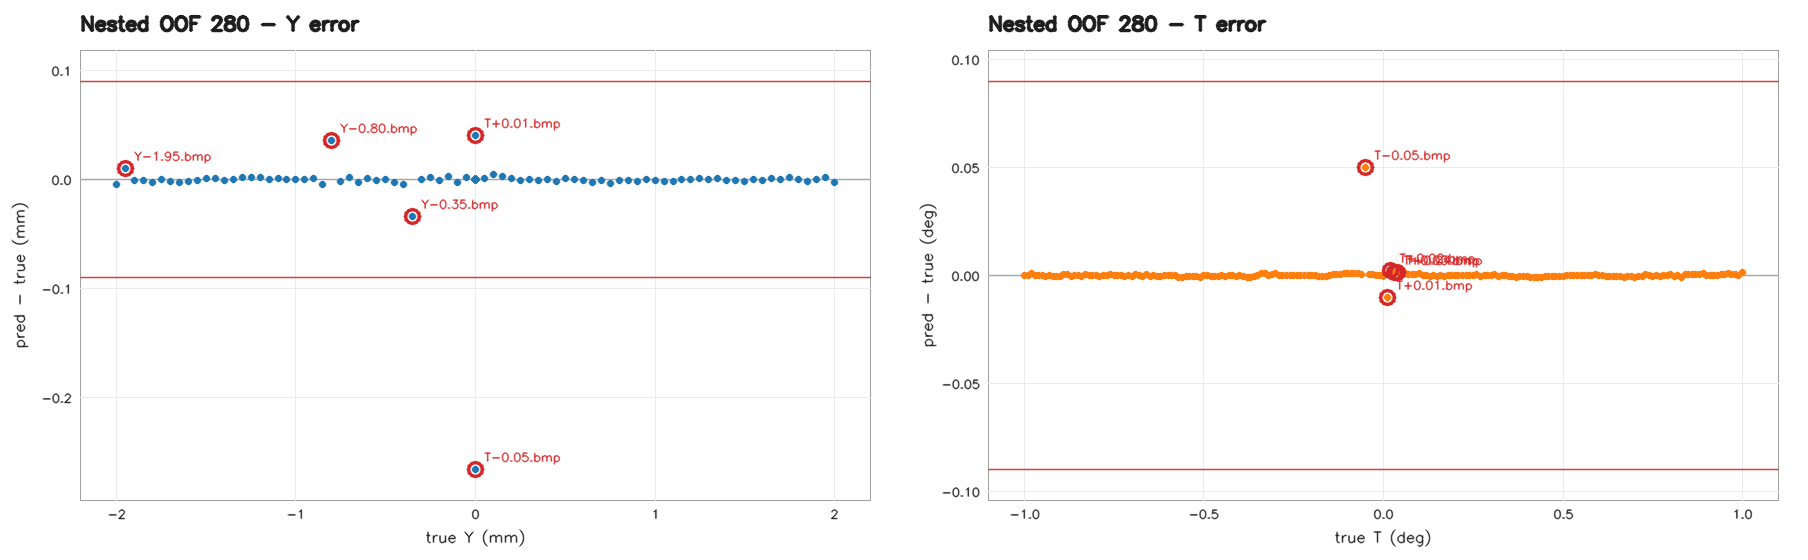 Nested OOF 280 - Y error
0.1
0.0
-0.1
-0.2
pred - true (mm)
Y-1.95.bmp
Y-0.80.bmp
T+0.01.bmp
Y-0.35.bmp
T-0.05.bmp
-2
-1
0
1
2
true Y (mm)
Nested OOF 280 - T error
0.10
0.05
0.00
-0.05
-0.10
pred - true (deg)
T-0.05.bmp
T+0.01.bmp
-1.0
-0.5
0.0
0.5
1.0
true T (deg)